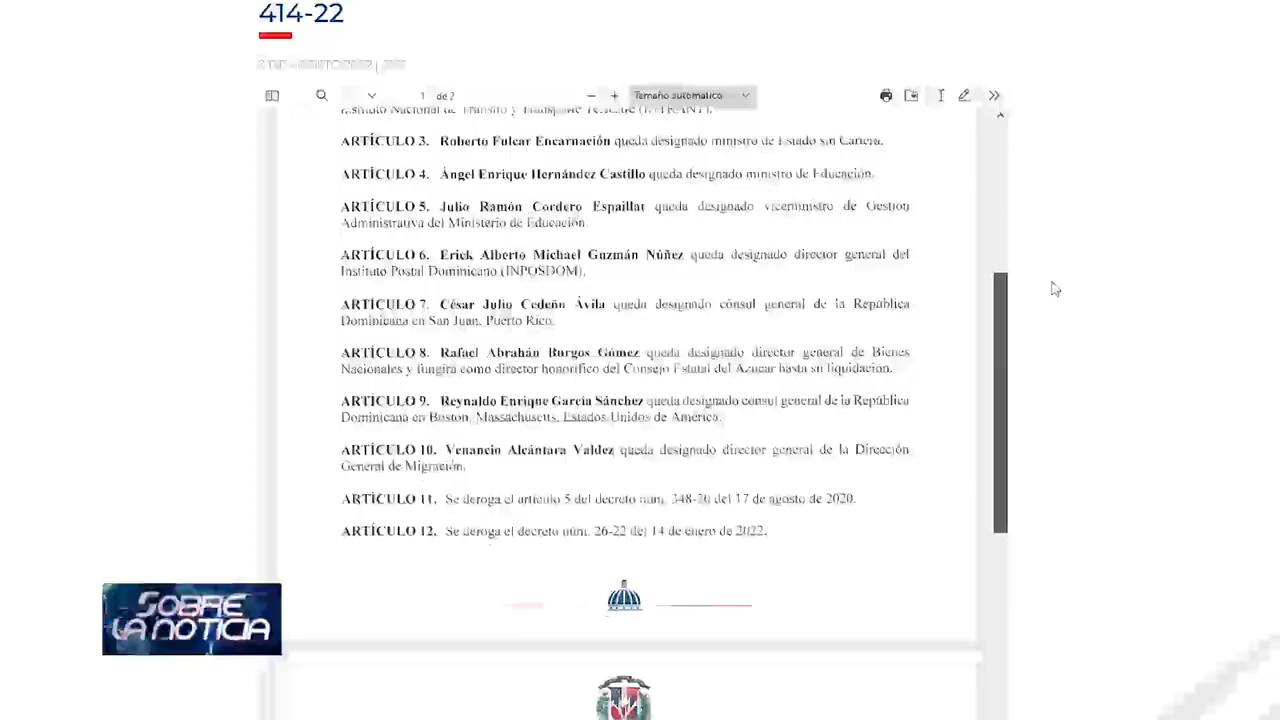 414-22
1 de 2
Tamaño automático
Instituto Nacional de Tránsito y Transporte Terrestre (INTRANT).
ARTÍCULO 3. Roberto Fulcar Encarnación queda designado ministro de Estado sin Cartera.
ARTÍCULO 4. Ángel Enrique Hernández Castillo queda designado ministro de Educación.
ARTÍCULO 5. Julio Ramón Cordero Espaillat queda designado viceministro de Gestión
Administrativa del Ministerio de Educación.
ARTÍCULO 6. Erick Alberto Michael Guzmán Núñez queda designado director general del
Instituto Postal Dominicano (INPOSDOM).
ARTÍCULO 7. César Julio Cedeño Ávila queda designado cónsul general de la República
Dominicana en San Juan, Puerto Rico.
ARTÍCULO 8. Rafael Abrahán Burgos Gómez queda designado director general de Bienes
Nacionales y fungirá como director honorífico del Consejo Estatal del Azúcar hasta su liquidación.
ARTÍCULO 9. Reynaldo Enrique García Sánchez queda designado cónsul general de la República
Dominicana en Boston, Massachusetts, Estados Unidos de América.
ARTÍCULO 10. Venancio Alcántara Valdez queda designado director general de la Dirección
General de Migración.
ARTÍCULO 11. Se deroga el artículo 5 del decreto núm. 348-20 del 17 de agosto de 2020.
ARTÍCULO 12. Se deroga el decreto núm. 26-22 del 14 de enero de 2022.
SOBRE
LA NOTICIA